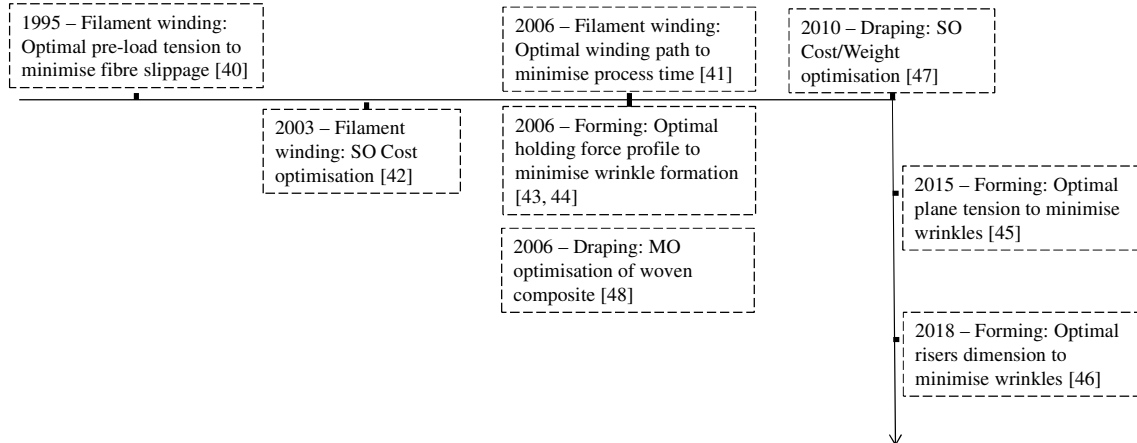 1995 – Filament winding:
Optimal pre-load tension to
minimise fibre slippage [40]
2003 – Filament
winding: SO Cost
optimisation [42]
2006 – Filament winding:
Optimal winding path to
minimise process time [41]
2006 – Forming: Optimal
holding force profile to
minimise wrinkle formation
[43, 44]
2006 – Draping: MO
optimisation of woven
composite [48]
2010 – Draping: SO
Cost/Weight
optimisation [47]
2015 – Forming: Optimal
plane tension to minimise
wrinkles [45]
2018 – Forming: Optimal
risers dimension to
minimise wrinkles [46]